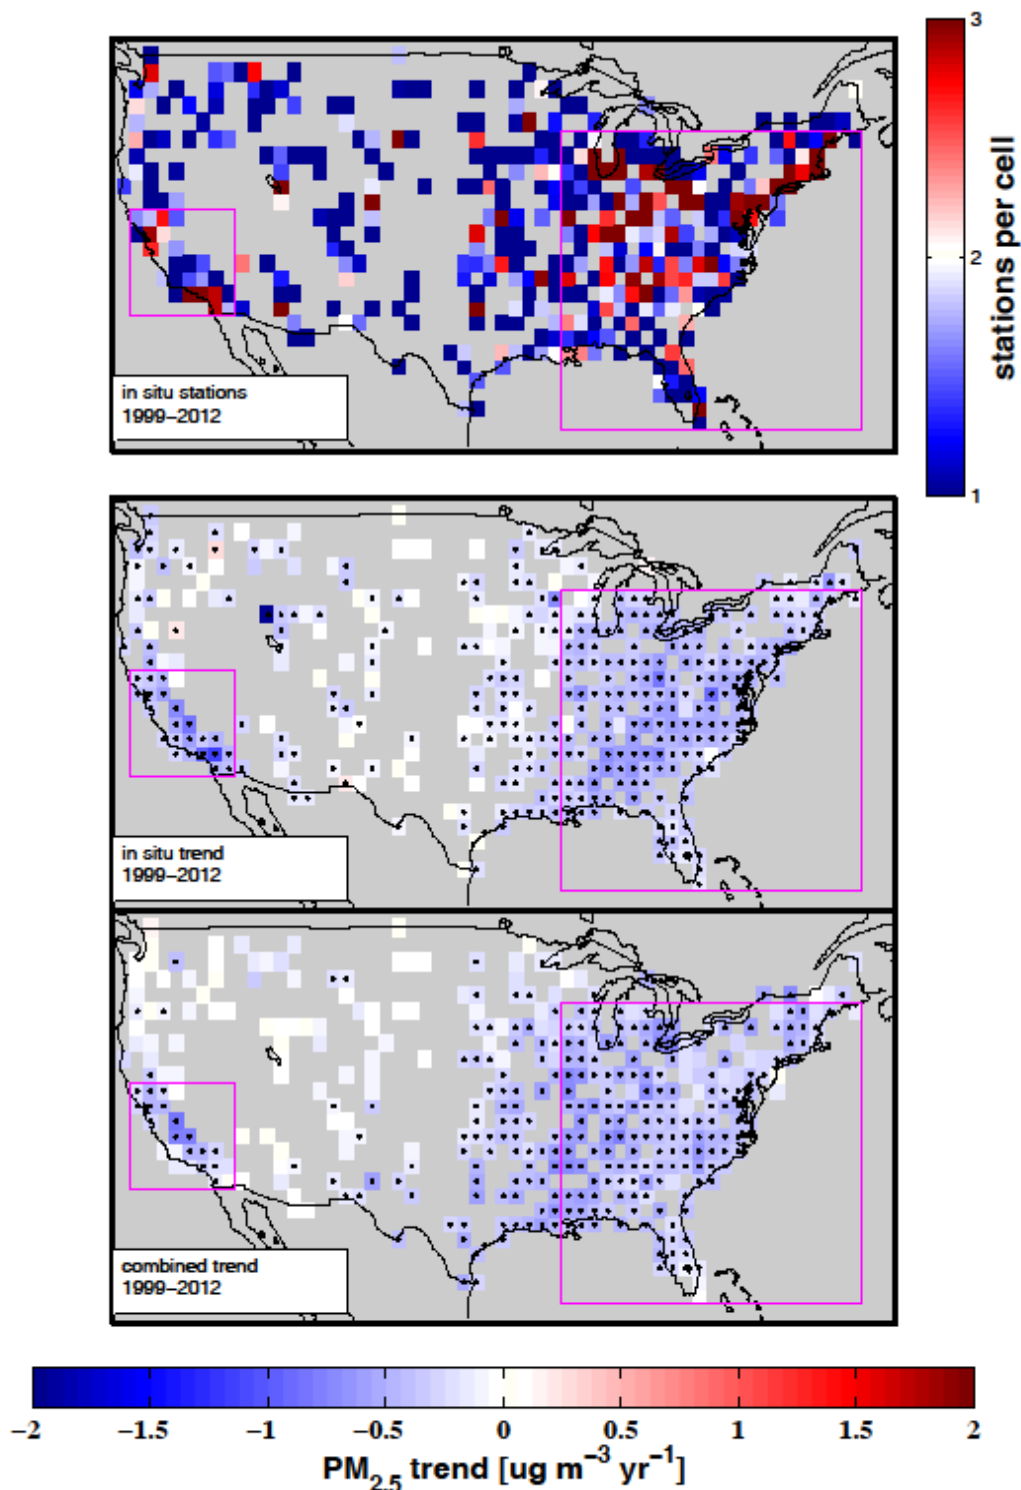 3
2
1
stations per cell
in situ stations
1999−2012
in situ trend
1999−2012
combined trend
1999−2012
−2 −1.5 −1 −0.5 0 0.5 1 1.5 2
PM2.5 trend [ug m−3 yr−1]